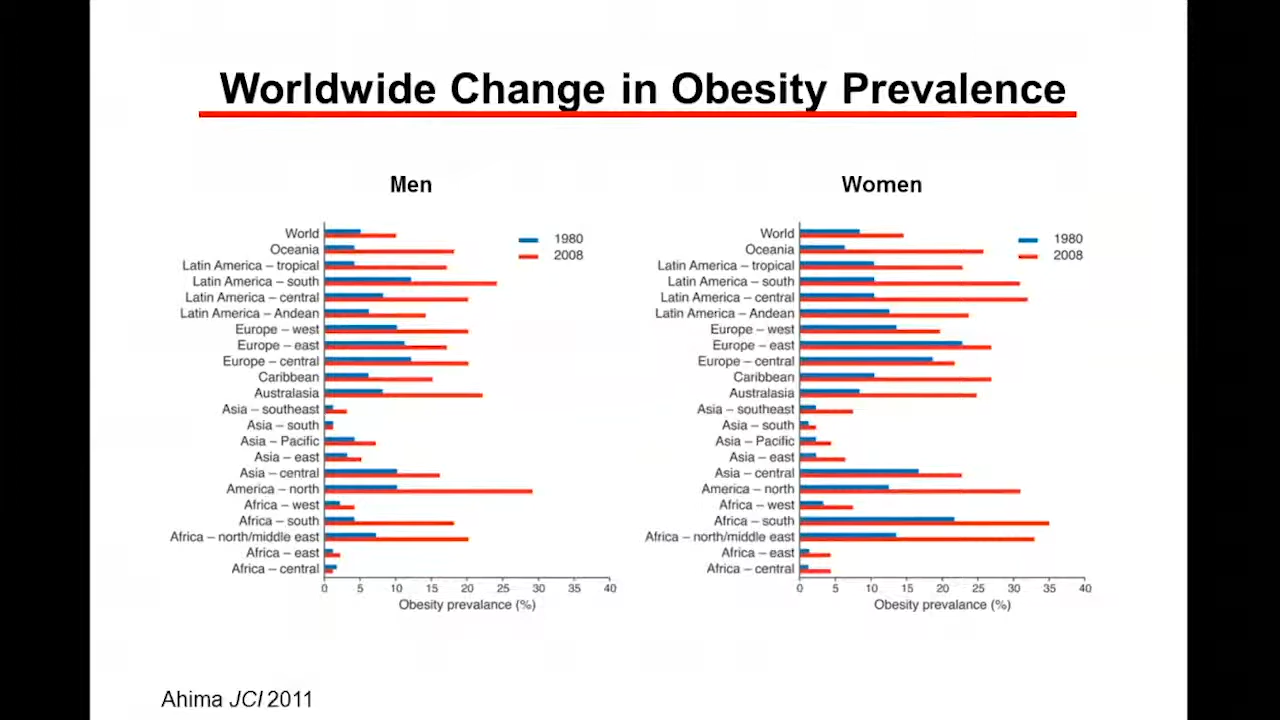 Worldwide Change in Obesity Prevalence
Men
World
Oceania
Latin America – tropical
Latin America – south
Latin America – central
Latin America – Andean
Europe – west
Europe – east
Europe – central
Caribbean
Australasia
Asia – southeast
Asia – south
Asia – Pacific
Asia – east
Asia – central
America – north
Africa – west
Africa – south
Africa – north/middle east
Africa – east
Africa – central
1980
2008
0 5 10 15 20 25 30 35 40
Obesity prevalance (%)
Women
World
Oceania
Latin America – tropical
Latin America – south
Latin America – central
Latin America – Andean
Europe – west
Europe – east
Europe – central
Caribbean
Australasia
Asia – southeast
Asia – south
Asia – Pacific
Asia – east
Asia – central
America – north
Africa – west
Africa – south
Africa – north/middle east
Africa – east
Africa – central
1980
2008
0 5 10 15 20 25 30 35 40
Obesity prevalance (%)
Ahima JCI 2011